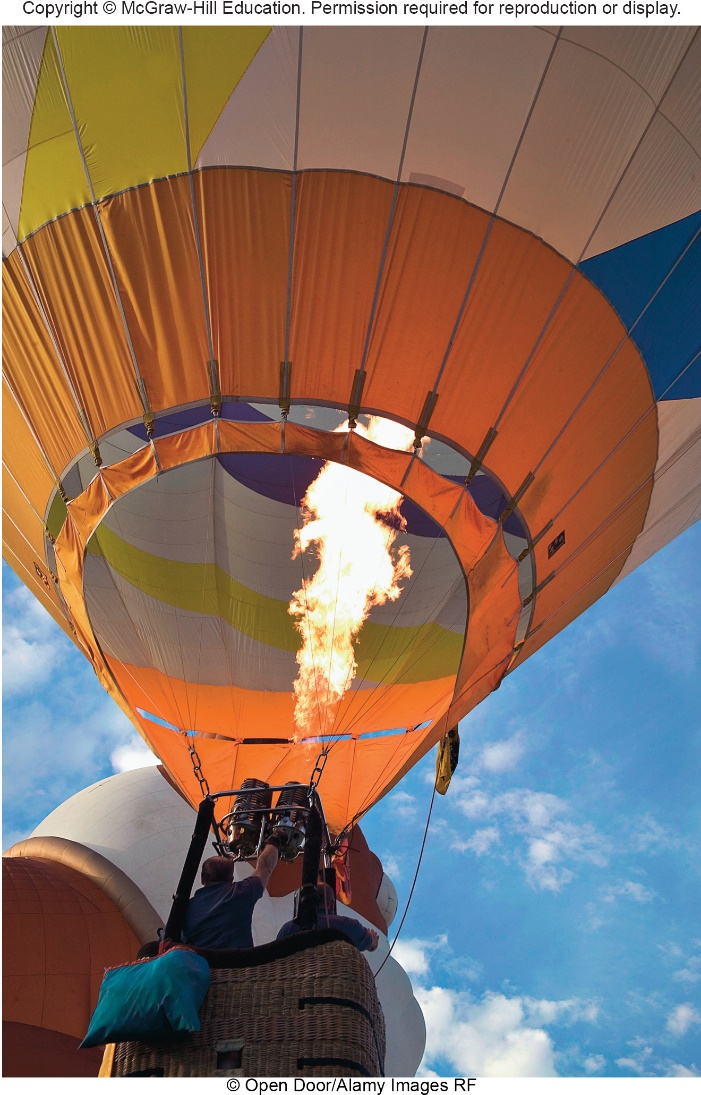 Copyright © McGraw-Hill Education. Permission required for reproduction or display.
© Open Door/Alamy Images RF